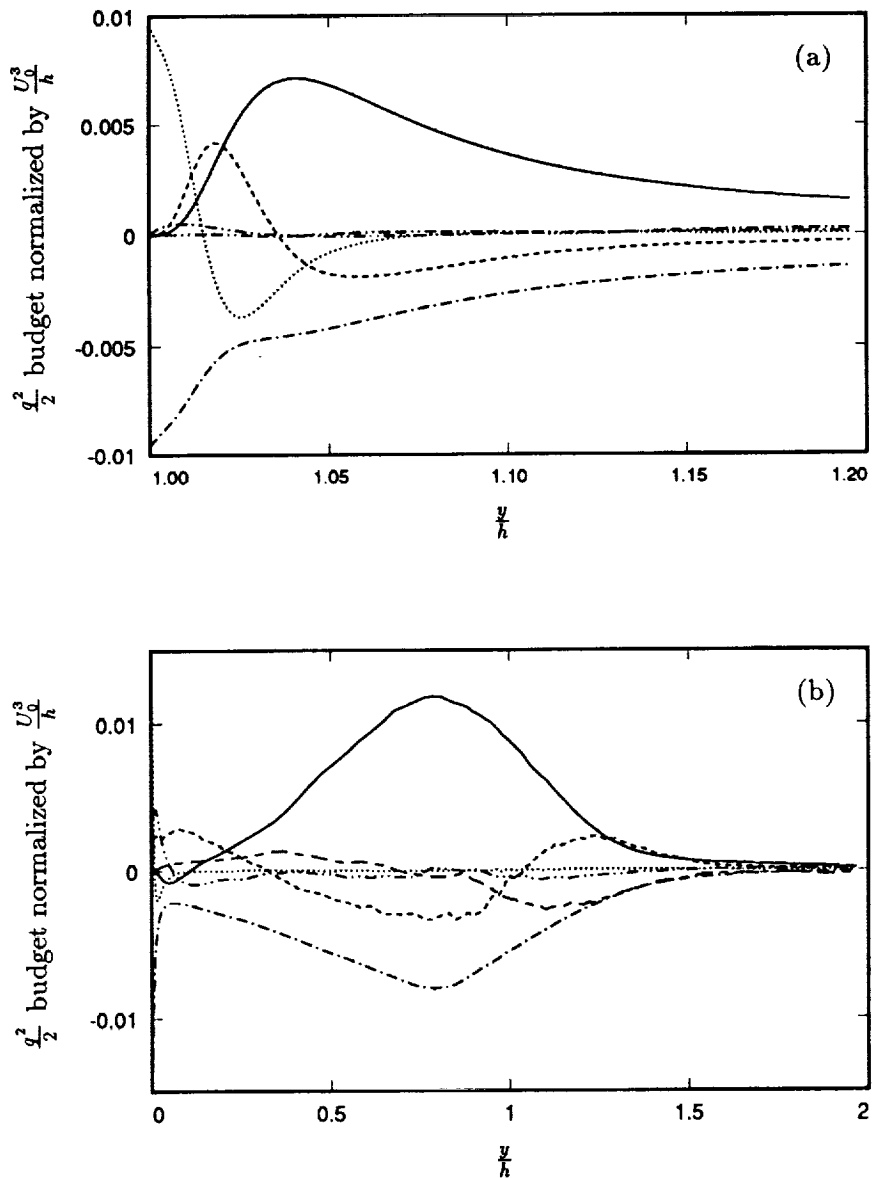 (a)
q²/2 budget normalized by U₀³/h
0.01
0.005
0
-0.005
-0.01
1.00 1.05 1.10 1.15 1.20
y/h
(b)
q²/2 budget normalized by U₀³/h
0.01
0
-0.01
0 0.5 1 1.5 2
y/h